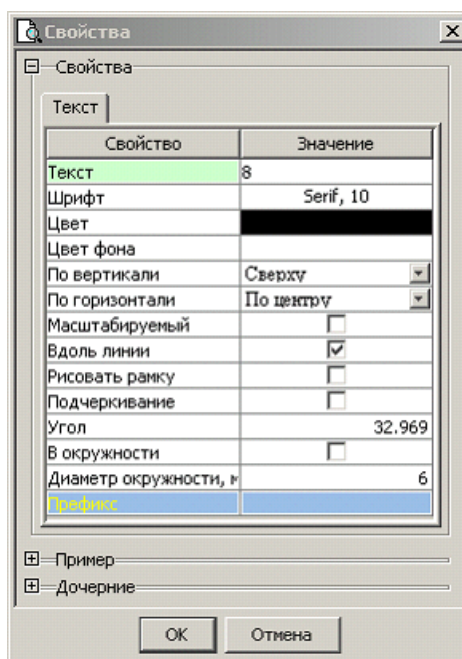 Свойства
Свойства
Текст
Свойство Значение
Текст 8
Шрифт Serif, 10
Цвет
Цвет фона
По вертикали Сверху
По горизонтали По центру
Масштабируемый
Вдоль линии
Рисовать рамку
Подчеркивание
Угол 32.969
В окружности
Диаметр окружности, м 6
Префикс
Пример
Дочерние
OK Отмена